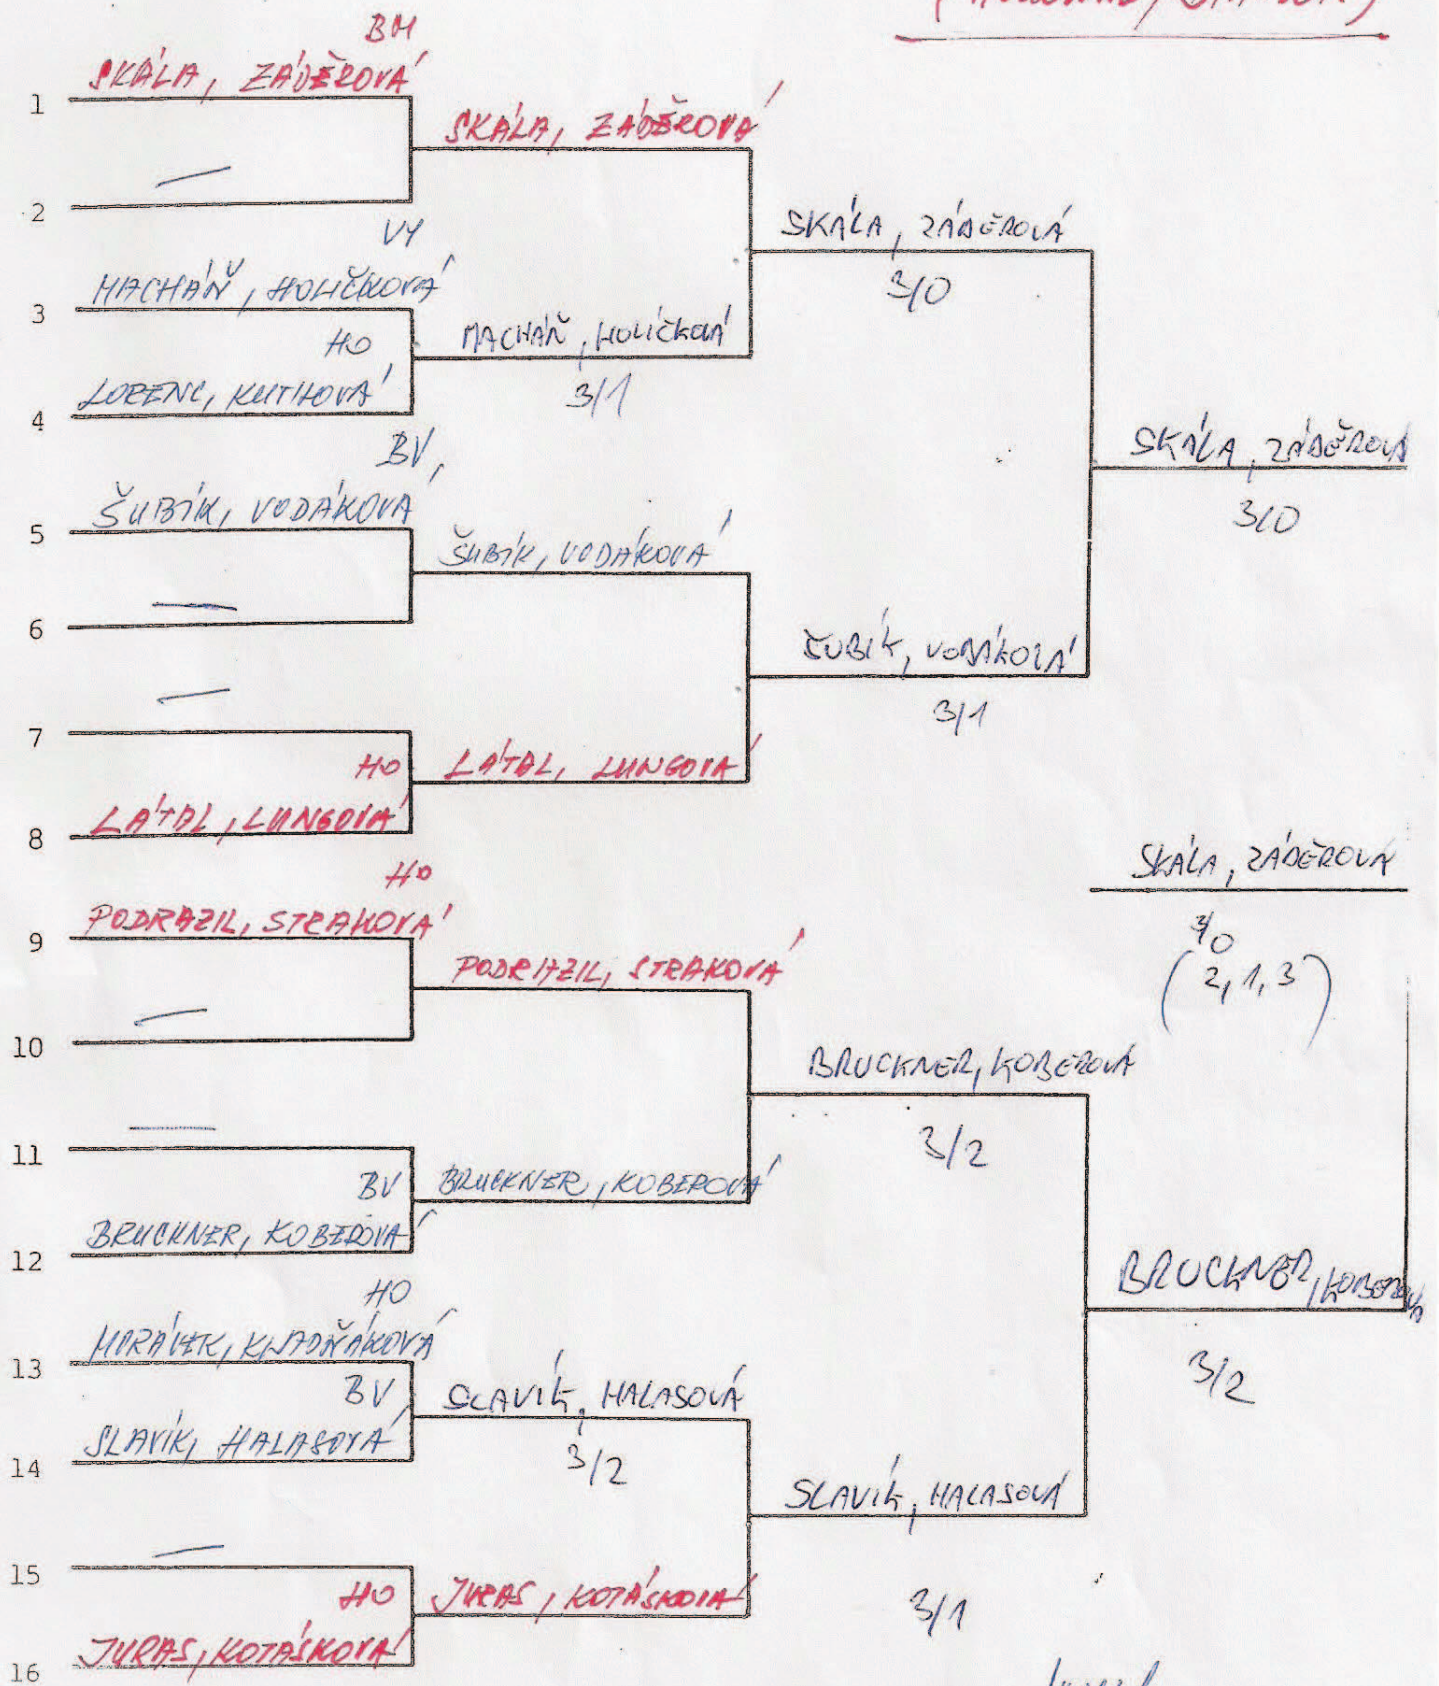 BM
1 SKÁLA, ZÁDĚROVÁ
SKÁLA, ZÁDĚROVÁ
2 —
SKÁLA, ZÁDĚROVÁ
3/0
VY
3 MACHÁŇ, HOLIČKOVÁ
MACHÁŇ, HOLIČKOVÁ
3/1
HO
4 LORENC, KUTHOVÁ
SKÁLA, ZÁDĚROVÁ
3/0
BV
5 ŠUBÍK, VODÁKOVÁ
ŠUBÍK, VODÁKOVÁ
6 —
ŠUBÍK, VODÁKOVÁ
3/1
7 —
HO
LÁTAL, LUNGOVÁ
8 LÁTAL, LUNGOVÁ
SKÁLA, ZÁDĚROVÁ
3/0
(2, 1, 3)
HO
9 PODRAZIL, STRAKOVÁ
PODRAZIL, STRAKOVÁ
10 —
BRUCKNER, KOBEROVÁ
3/2
11 —
BV
BRUCKNER, KOBEROVÁ
12 BRUCKNER, KOBEROVÁ
BRUCKNER, KOBEROVÁ
3/2
HO
13 MORÁVEK, KLADŇÁKOVÁ
BV
SLAVÍK, HALASOVÁ
3/2
14 SLAVÍK, HALASOVÁ
SLAVÍK, HALASOVÁ
3/1
15 —
HO
JURAS, KOTÁSKOVÁ
16 JURAS, KOTÁSKOVÁ